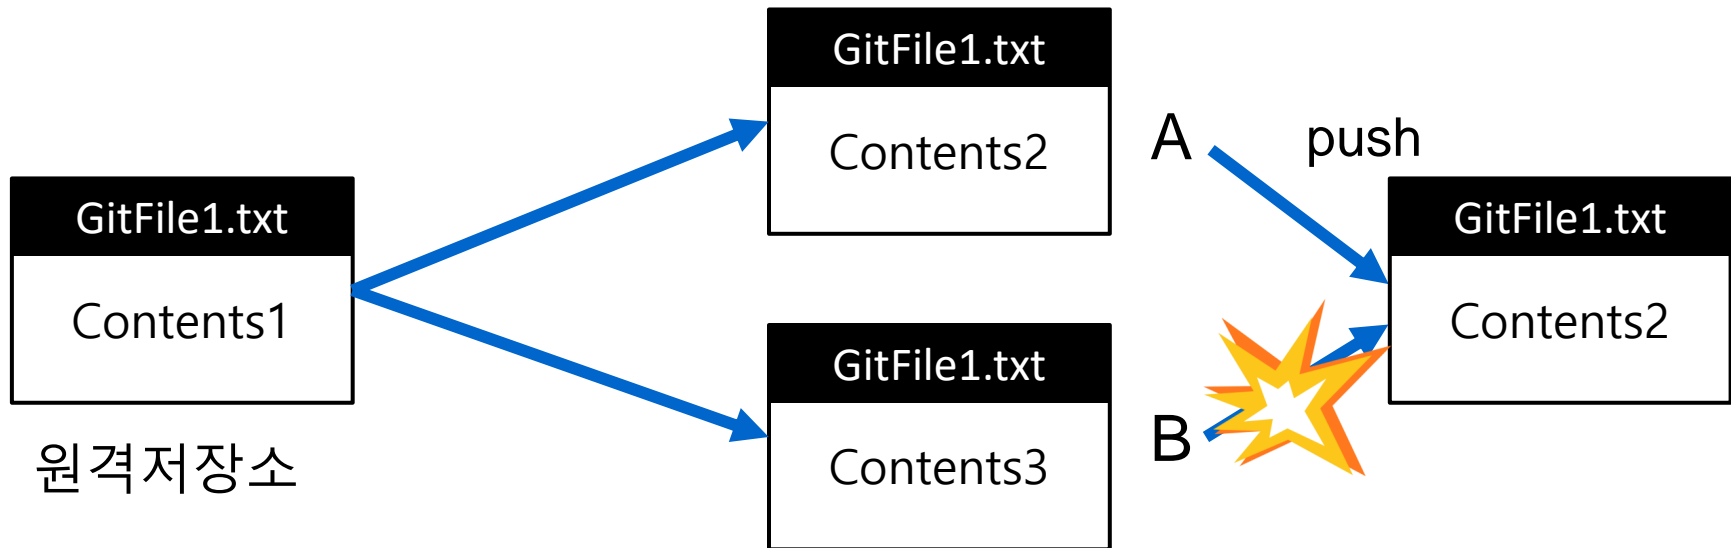 GitFile1.txt
Contents1
원격저장소
GitFile1.txt
Contents2
GitFile1.txt
Contents3
A
push
B
GitFile1.txt
Contents2